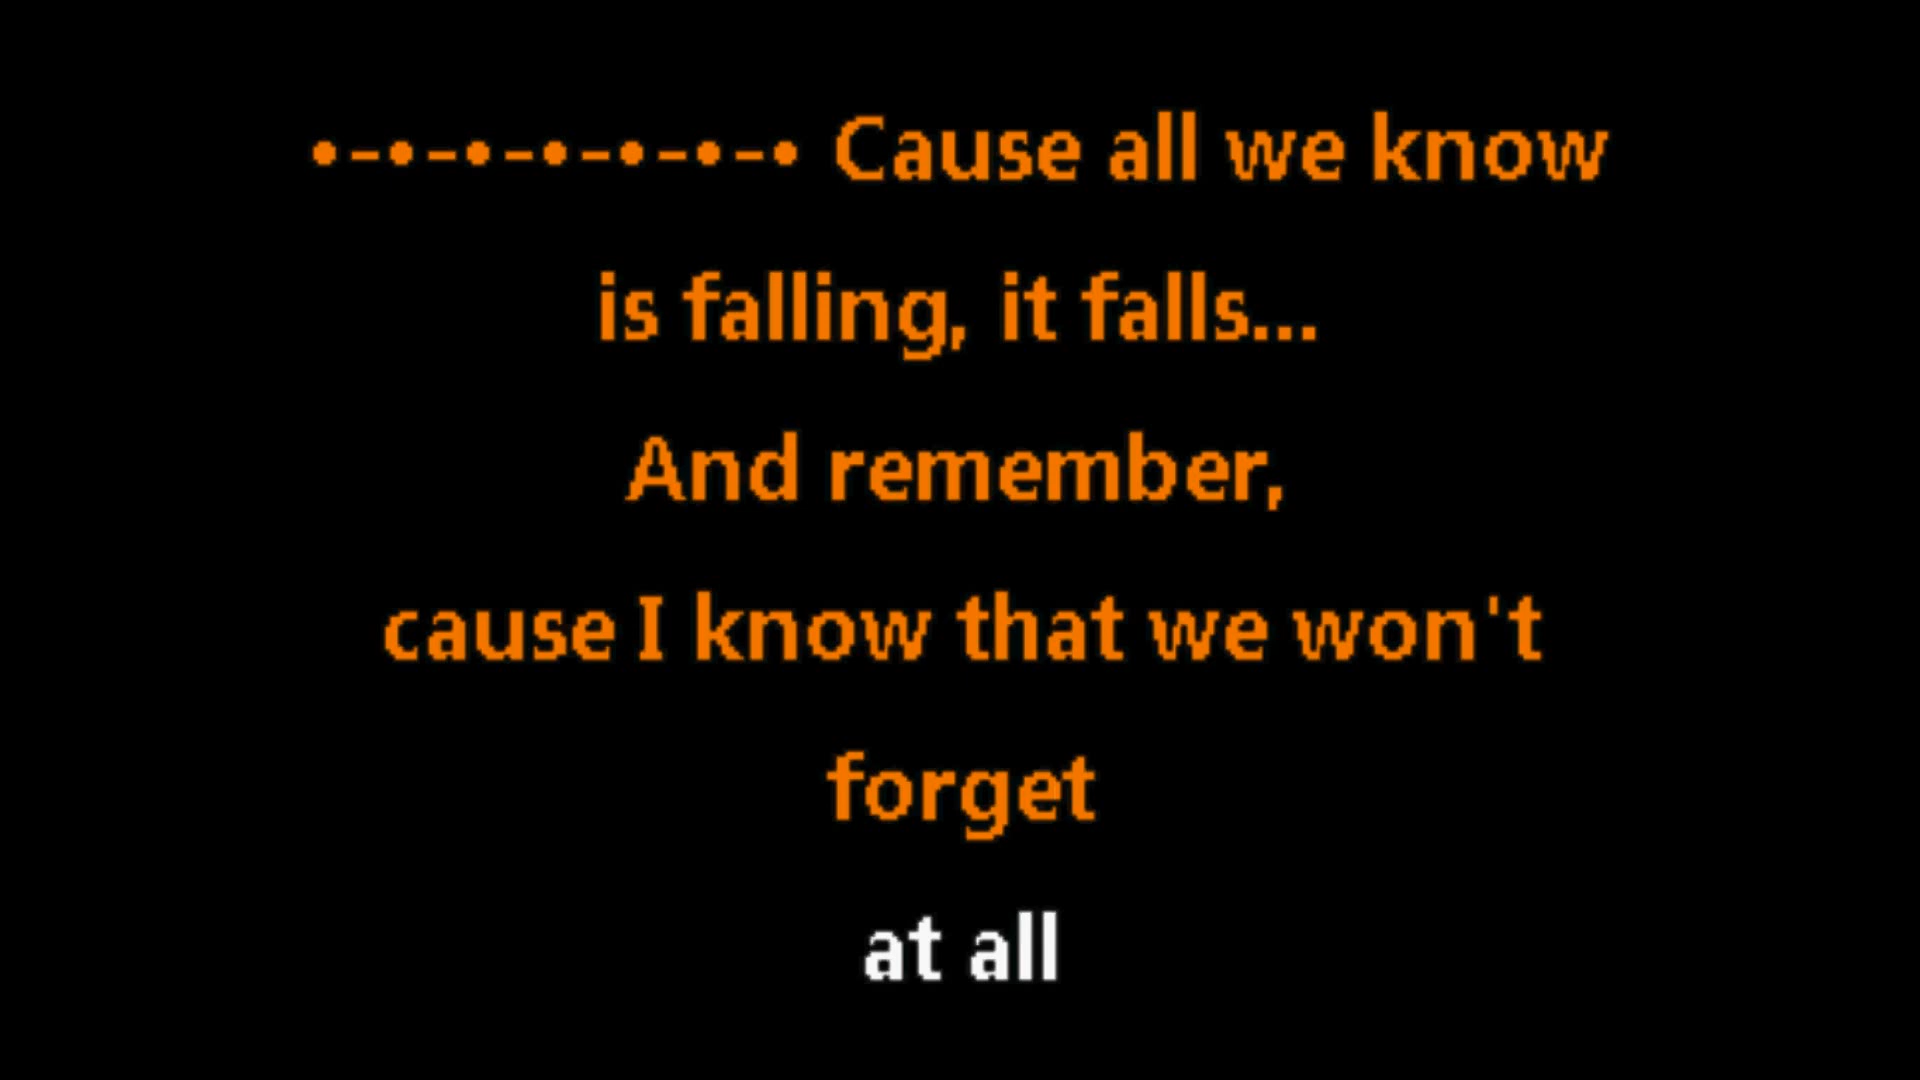 •–•–•–•–•–•–• Cause all we know
is falling, it falls...
And remember,
cause I know that we won't
forget
at all